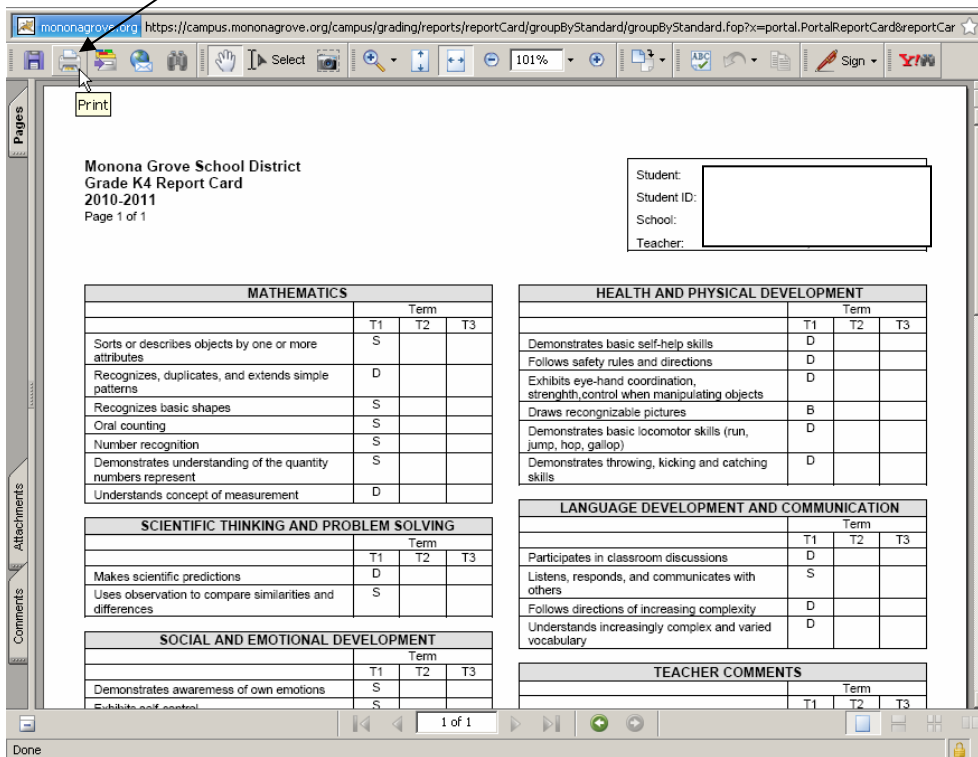 mononagrove.org https://campus.mononagrove.org/campus/grading/reports/reportCard/groupByStandard/groupByStandard.fop?x=portal.PortalReportCard&reportCar
Select 101% Sign Y!
Print
Pages
Attachments
Comments
Monona Grove School District
Grade K4 Report Card
2010-2011
Page 1 of 1
Student:
Student ID:
School:
Teacher:
MATHEMATICS
Term
T1 T2 T3
Sorts or describes objects by one or more S
attributes
Recognizes, duplicates, and extends simple D
patterns
Recognizes basic shapes S
Oral counting S
Number recognition S
Demonstrates understanding of the quantity S
numbers represent
Understands concept of measurement D
SCIENTIFIC THINKING AND PROBLEM SOLVING
Term
T1 T2 T3
Makes scientific predictions D
Uses observation to compare similarities and S
differences
SOCIAL AND EMOTIONAL DEVELOPMENT
Term
T1 T2 T3
Demonstrates awaremess of own emotions S
Exhibits self-control S
HEALTH AND PHYSICAL DEVELOPMENT
Term
T1 T2 T3
Demonstrates basic self-help skills D
Follows safety rules and directions D
Exhibits eye-hand coordination, D
strenghth,control when manipulating objects
Draws recongnizable pictures B
Demonstrates basic locomotor skills (run, D
jump, hop, gallop)
Demonstrates throwing, kicking and catching D
skills
LANGUAGE DEVELOPMENT AND COMMUNICATION
Term
T1 T2 T3
Participates in classroom discussions D
Listens, responds, and communicates with S
others
Follows directions of increasing complexity D
Understands increasingly complex and varied D
vocabulary
TEACHER COMMENTS
Term
T1 T2 T3
1 of 1
Done